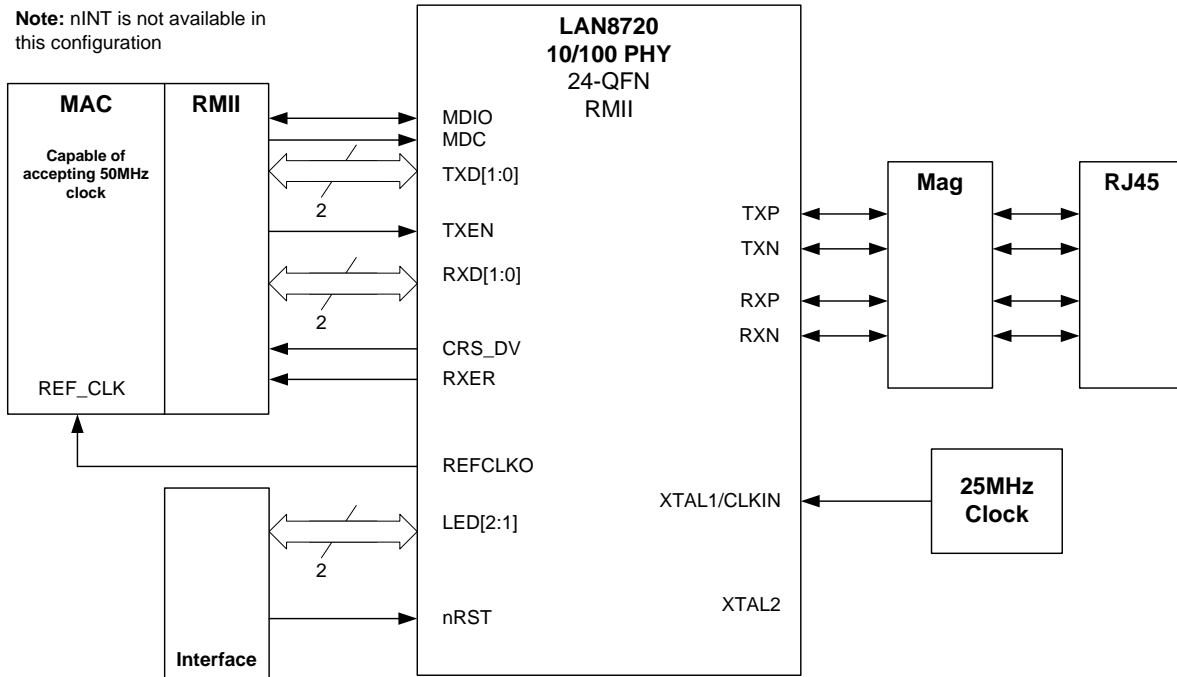 Note: nINT is not available in
this configuration
LAN8720
10/100 PHY
24-QFN
RMII
MAC
RMII
Capable of
accepting 50MHz
clock
REF_CLK
MDIO
MDC
TXD[1:0]
2
TXEN
RXD[1:0]
2
CRS_DV
RXER
REFCLKO
LED[2:1]
2
nRST
Interface
TXP
TXN
RXP
RXN
Mag
RJ45
XTAL1/CLKIN
25MHz
Clock
XTAL2